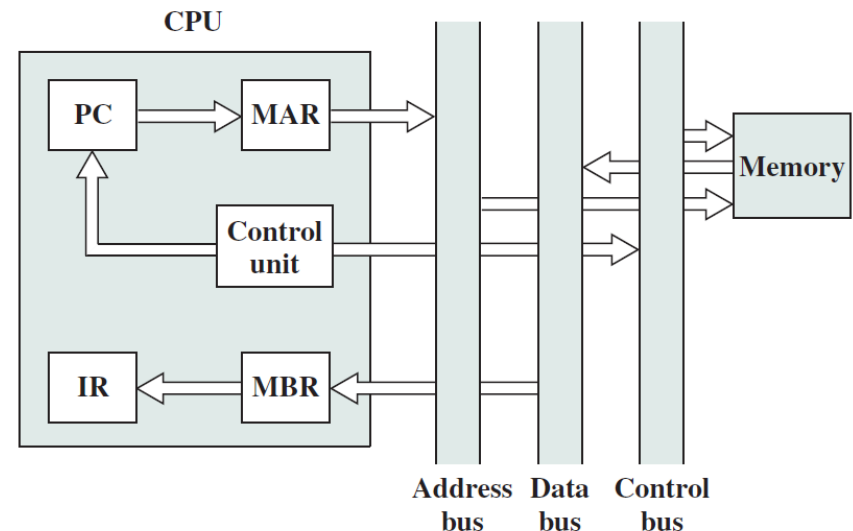 CPU
PC
MAR
Memory
Control
unit
IR
MBR
Address
bus
Data
bus
Control
bus